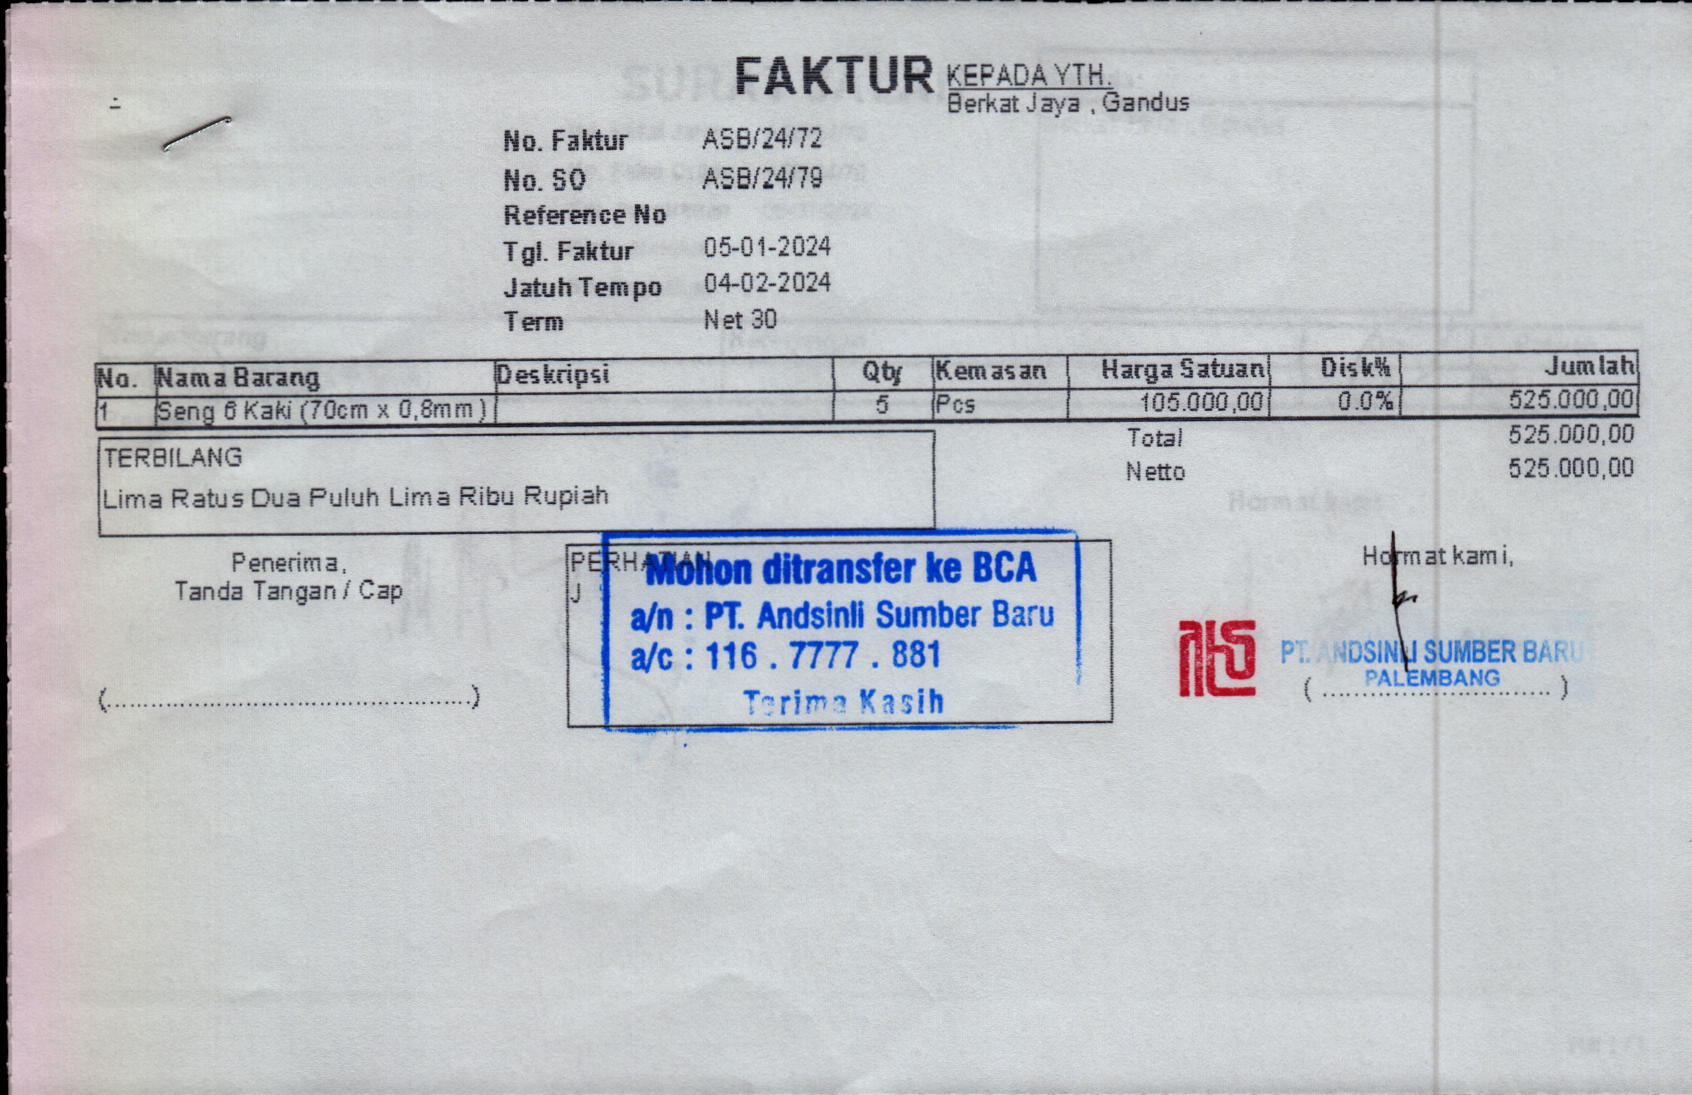 FAKTUR
KEPADA YTH.
Berkat Jaya , Gandus
No. Faktur ASB/24/72
No. SO ASB/24/79
Reference No
Tgl. Faktur 05-01-2024
Jatuh Tempo 04-02-2024
Term Net 30
No. Nama Barang Deskripsi Qty Kemasan Harga Satuan Disk% Jumlah
1 Seng 6 Kaki (70cm x 0,8mm) 5 Pcs 105.000,00 0.0% 525.000,00
Total 525.000,00
Netto 525.000,00
TERBILANG
Lima Ratus Dua Puluh Lima Ribu Rupiah
Penerima,
Tanda Tangan / Cap
(................................................)
PERHATIAN
J
Mohon ditransfer ke BCA
a/n : PT. Andsinli Sumber Baru
a/c : 116 . 7777 . 881
Terima Kasih
Hormat kami,
PT. ANDSINLI SUMBER BARU
PALEMBANG
( .............................. )